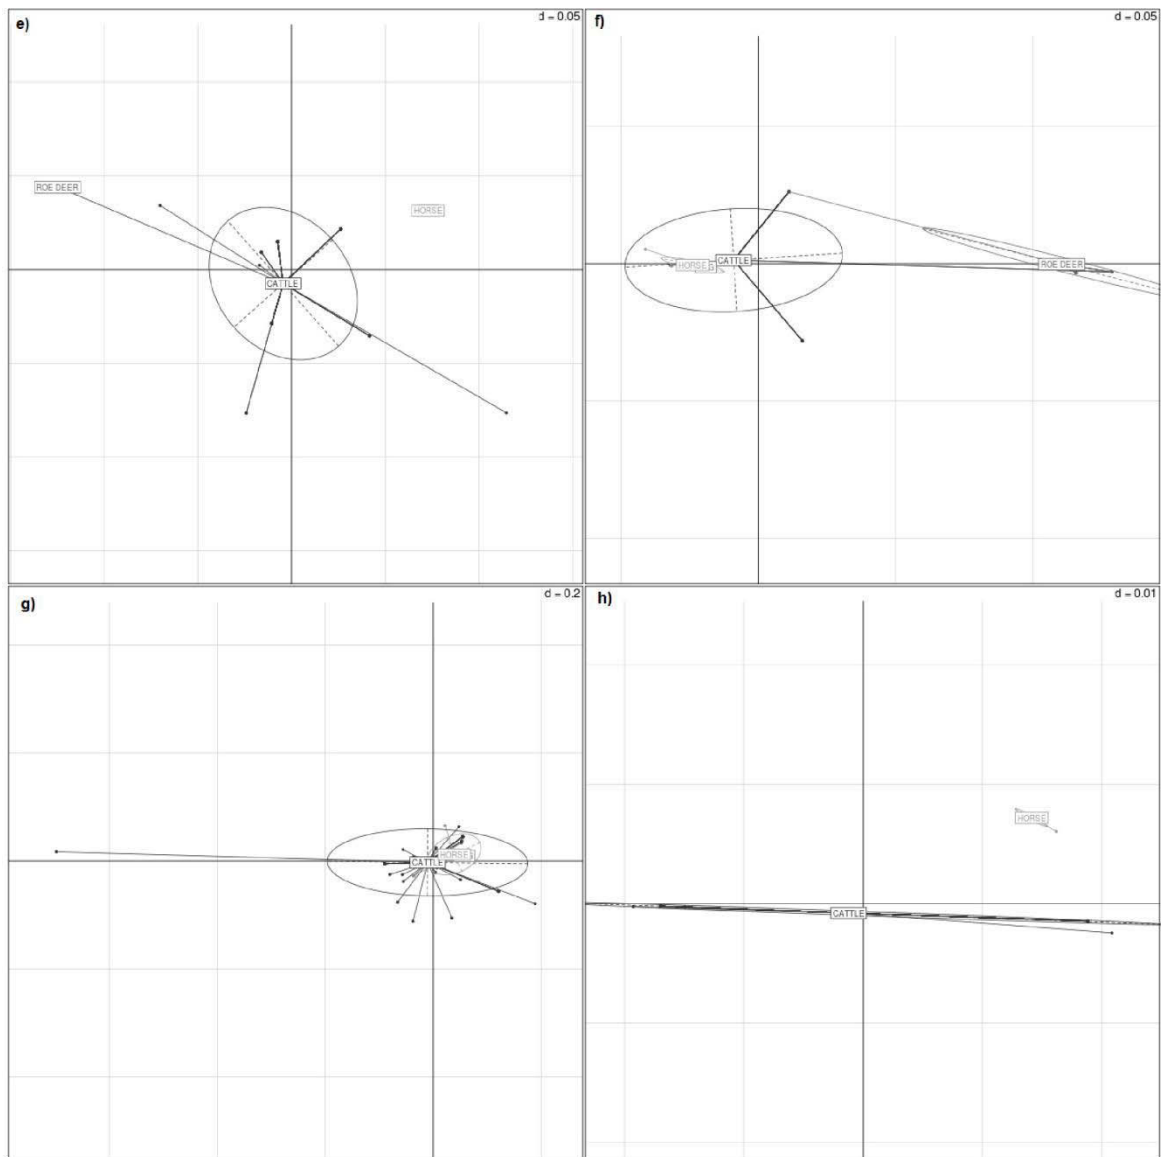 e)
d = 0.05
ROE DEER
HORSE
CATTLE
f)
d = 0.05
CATTLE
HORSE
ROE DEER
g)
d = 0.2
HORSE
CATTLE
h)
d = 0.01
HORSE
CATTLE